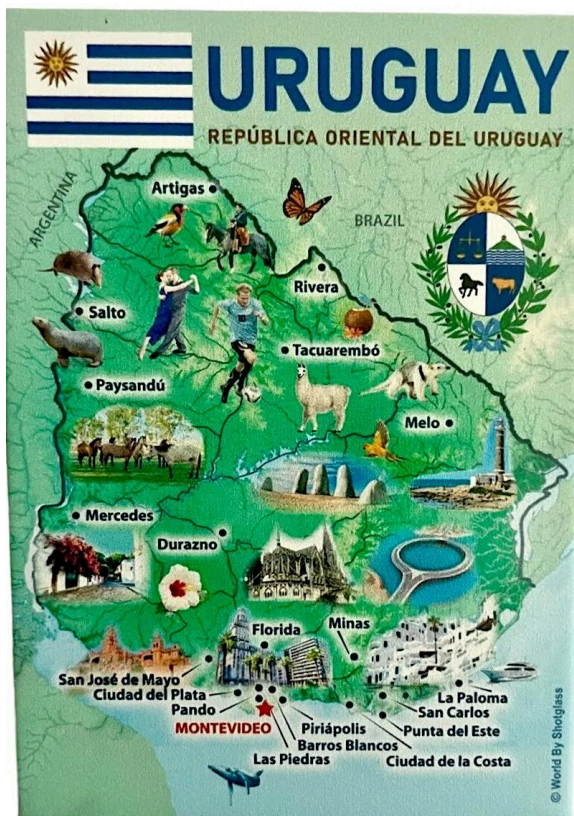 URUGUAY
REPÚBLICA ORIENTAL DEL URUGUAY
ARGENTINA
BRAZIL
Artigas
Rivera
Salto
Tacuarembó
Paysandú
Melo
Mercedes
Durazno
Florida
Minas
San José de Mayo
Ciudad del Plata
Pando
MONTEVIDEO
Las Piedras
Barros Blancos
Piriápolis
La Paloma
San Carlos
Punta del Este
Ciudad de la Costa
© World By Shotglass